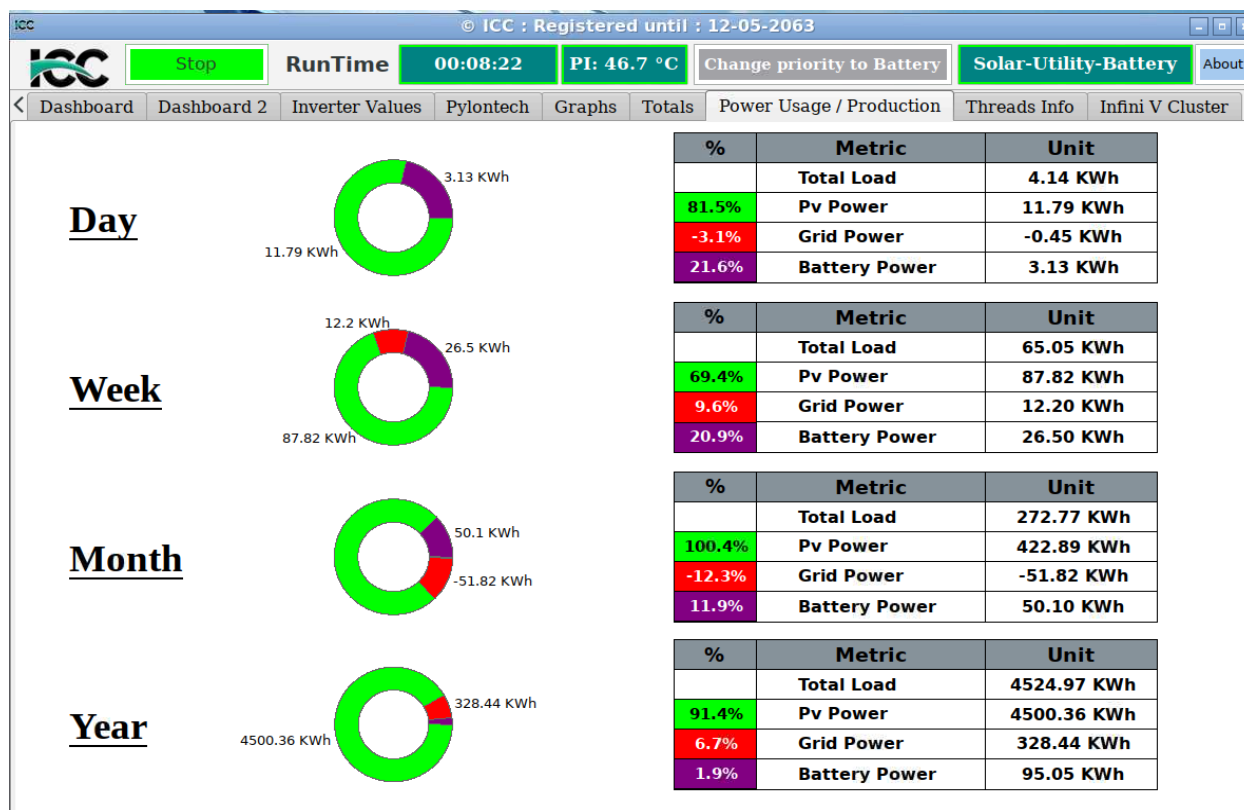 ICC © ICC : Registered until : 12-05-2063
ICC Stop RunTime 00:08:22 PI: 46.7 °C Change priority to Battery Solar-Utility-Battery About
Dashboard Dashboard 2 Inverter Values Pylontech Graphs Totals Power Usage / Production Threads Info Infini V Cluster
Day
3.13 KWh
11.79 KWh
% Metric Unit
Total Load 4.14 KWh
81.5% Pv Power 11.79 KWh
-3.1% Grid Power -0.45 KWh
21.6% Battery Power 3.13 KWh
Week
12.2 KWh
26.5 KWh
87.82 KWh
% Metric Unit
Total Load 65.05 KWh
69.4% Pv Power 87.82 KWh
9.6% Grid Power 12.20 KWh
20.9% Battery Power 26.50 KWh
Month
50.1 KWh
-51.82 KWh
% Metric Unit
Total Load 272.77 KWh
100.4% Pv Power 422.89 KWh
-12.3% Grid Power -51.82 KWh
11.9% Battery Power 50.10 KWh
Year
328.44 KWh
4500.36 KWh
% Metric Unit
Total Load 4524.97 KWh
91.4% Pv Power 4500.36 KWh
6.7% Grid Power 328.44 KWh
1.9% Battery Power 95.05 KWh